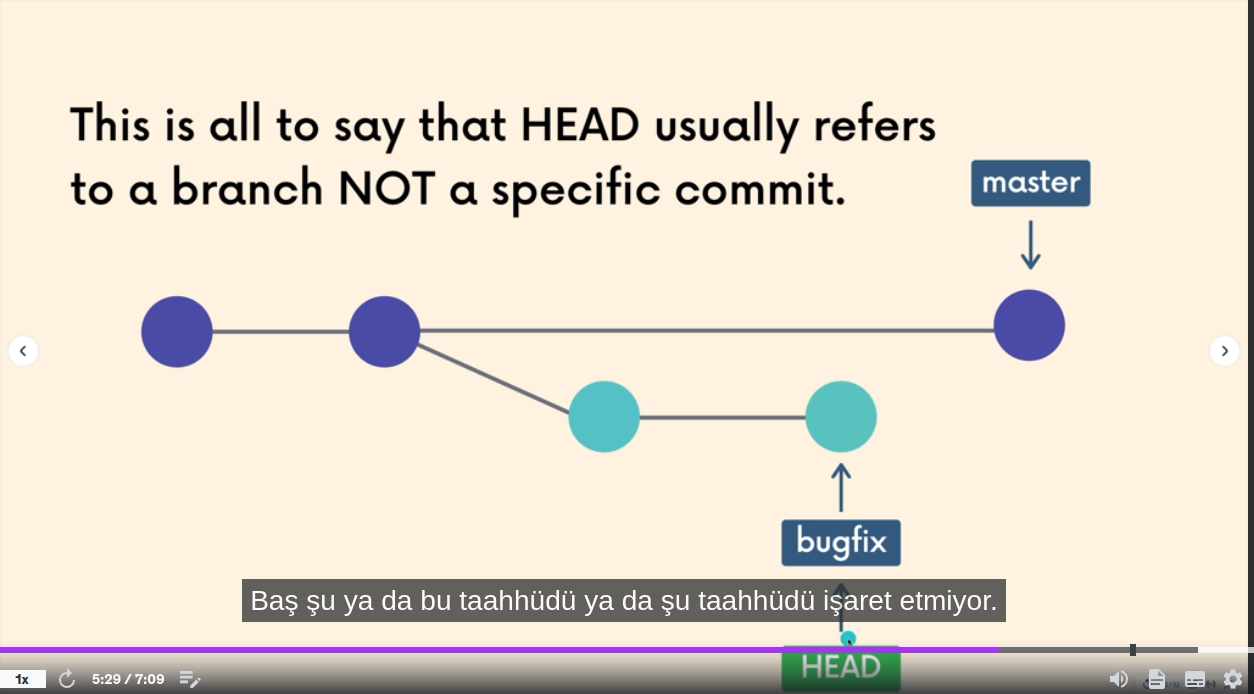 This is all to say that HEAD usually refers
to a branch NOT a specific commit.
master
bugfix
Baş şu ya da bu taahhüdü ya da şu taahhüdü işaret etmiyor.
HEAD
1x
5:29 / 7:09